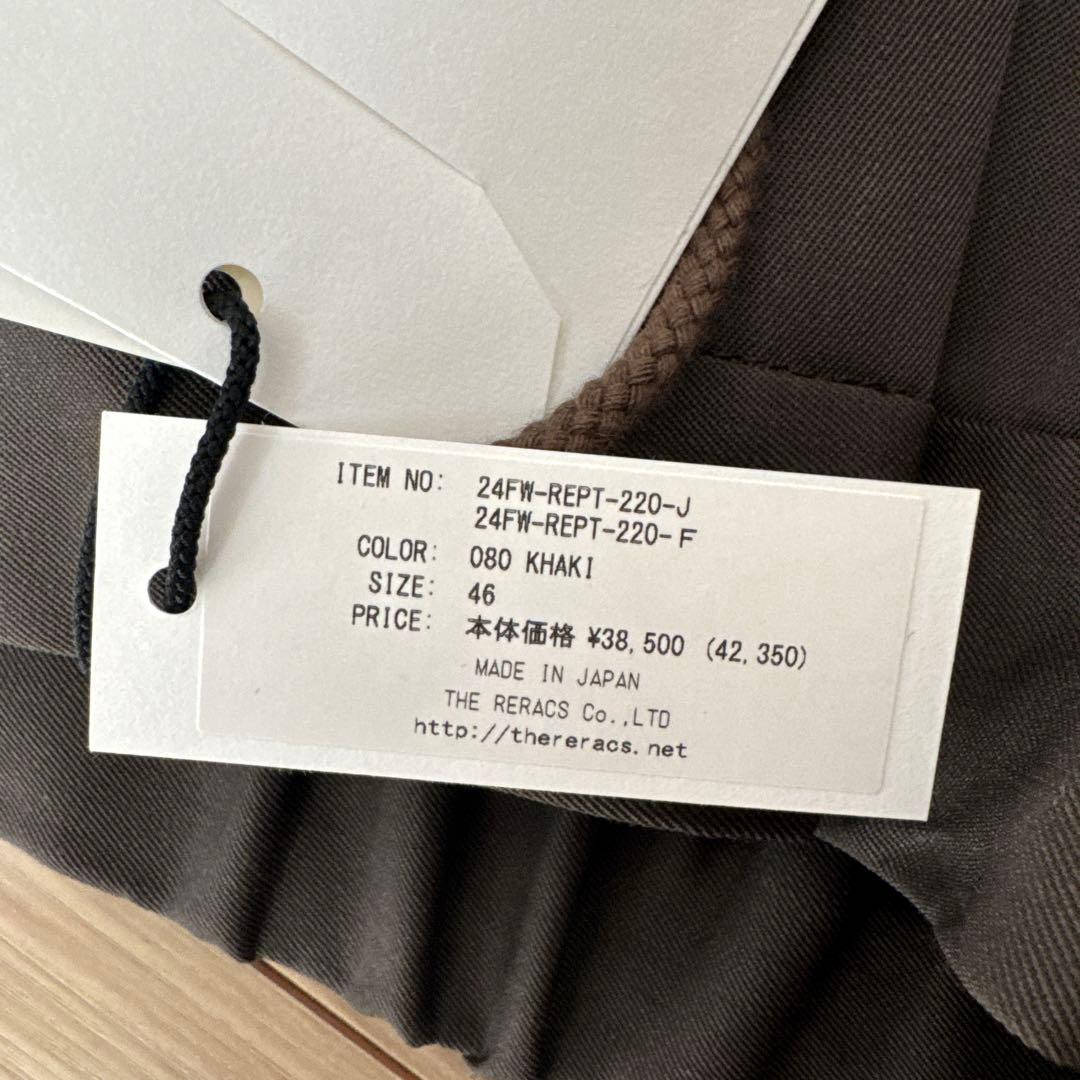 ITEM NO: 24FW-REPT-220-J
24FW-REPT-220-F
COLOR: 080 KHAKI
SIZE: 46
PRICE: 本体価格 ¥38,500 (42,350)
MADE IN JAPAN
THE RERACS Co.,LTD
http://thereracs.net